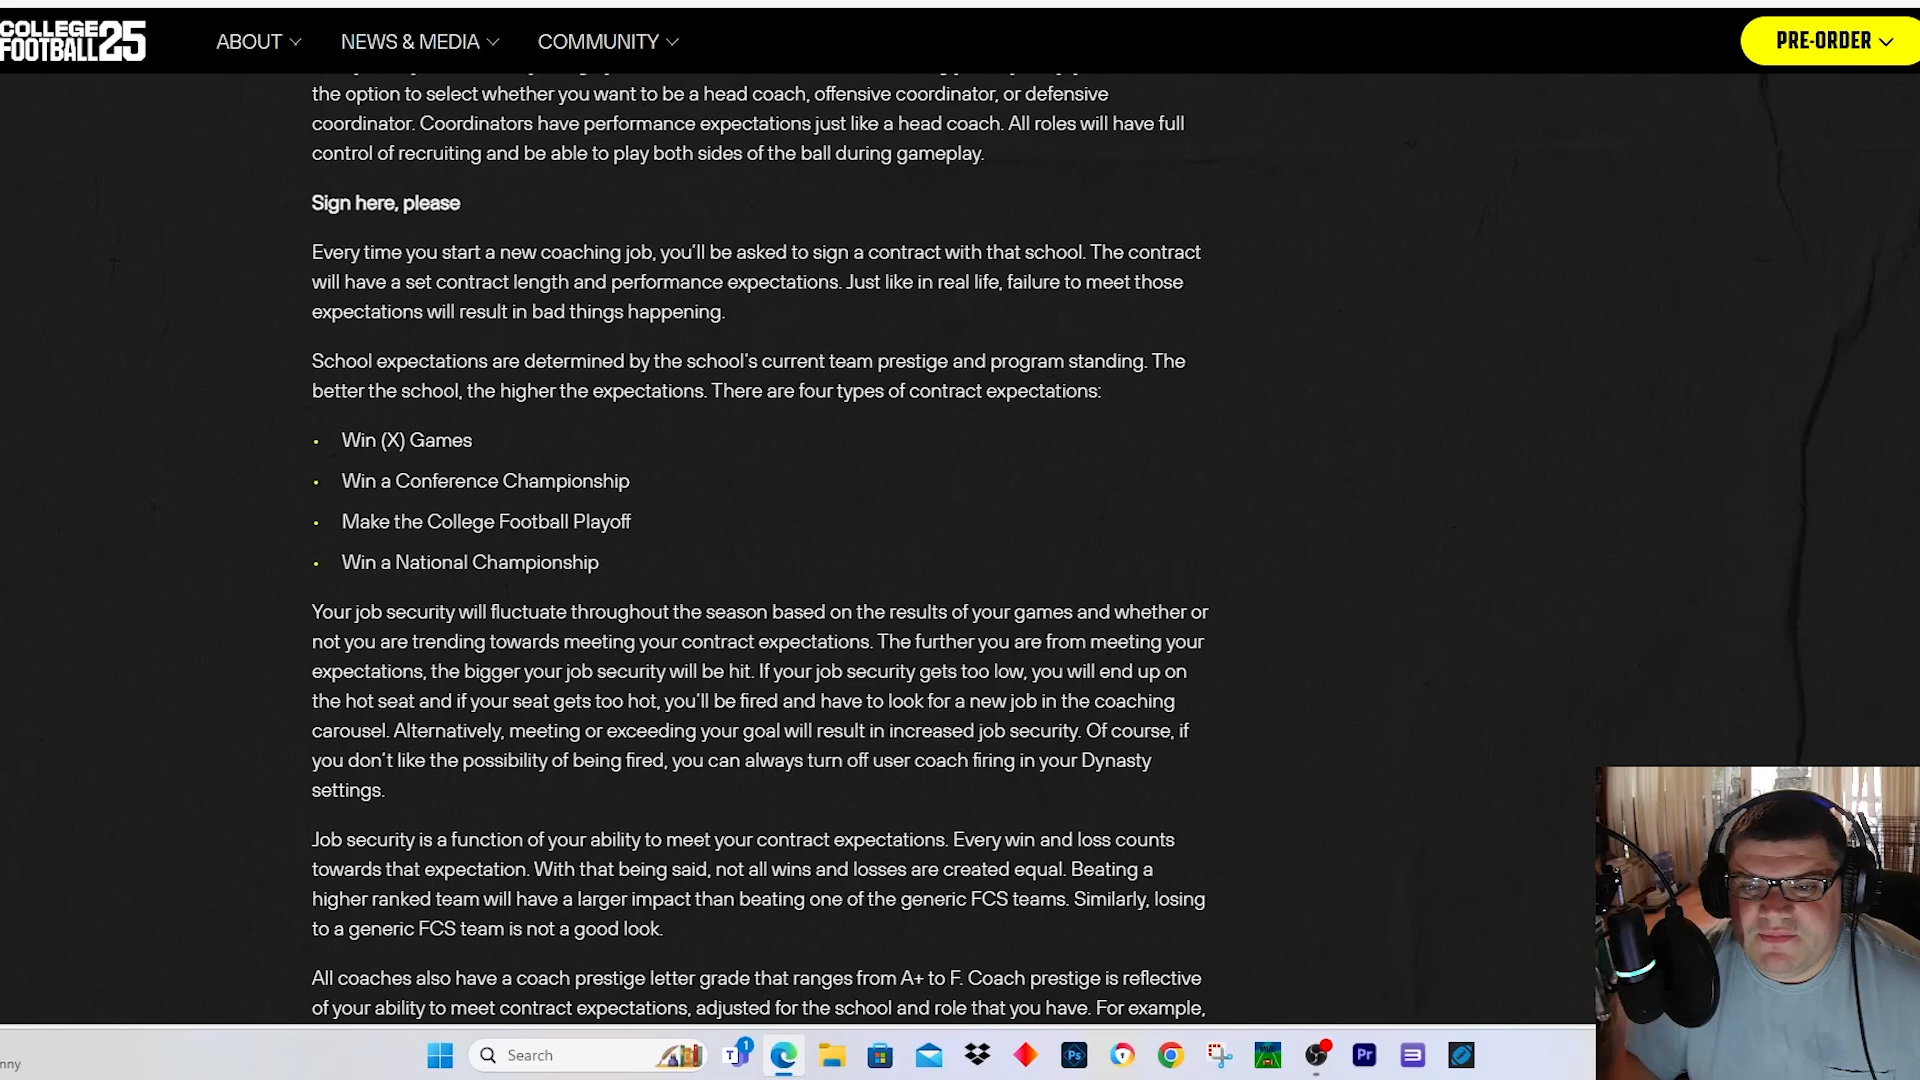 COLLEGE
FOOTBALL 25
ABOUT
NEWS & MEDIA
COMMUNITY
PRE-ORDER
the option to select whether you want to be a head coach, offensive coordinator, or defensive
coordinator. Coordinators have performance expectations just like a head coach. All roles will have full
control of recruiting and be able to play both sides of the ball during gameplay.
Sign here, please
Every time you start a new coaching job, you'll be asked to sign a contract with that school. The contract
will have a set contract length and performance expectations. Just like in real life, failure to meet those
expectations will result in bad things happening.
School expectations are determined by the school's current team prestige and program standing. The
better the school, the higher the expectations. There are four types of contract expectations:
• Win (X) Games
• Win a Conference Championship
• Make the College Football Playoff
• Win a National Championship
Your job security will fluctuate throughout the season based on the results of your games and whether or
not you are trending towards meeting your contract expectations. The further you are from meeting your
expectations, the bigger your job security will be hit. If your job security gets too low, you will end up on
the hot seat and if your seat gets too hot, you'll be fired and have to look for a new job in the coaching
carousel. Alternatively, meeting or exceeding your goal will result in increased job security. Of course, if
you don't like the possibility of being fired, you can always turn off user coach firing in your Dynasty
settings.
Job security is a function of your ability to meet your contract expectations. Every win and loss counts
towards that expectation. With that being said, not all wins and losses are created equal. Beating a
higher ranked team will have a larger impact than beating one of the generic FCS teams. Similarly, losing
to a generic FCS team is not a good look.
All coaches also have a coach prestige letter grade that ranges from A+ to F. Coach prestige is reflective
of your ability to meet contract expectations, adjusted for the school and role that you have. For example,
nny
Search
T
1
Ps
Pr